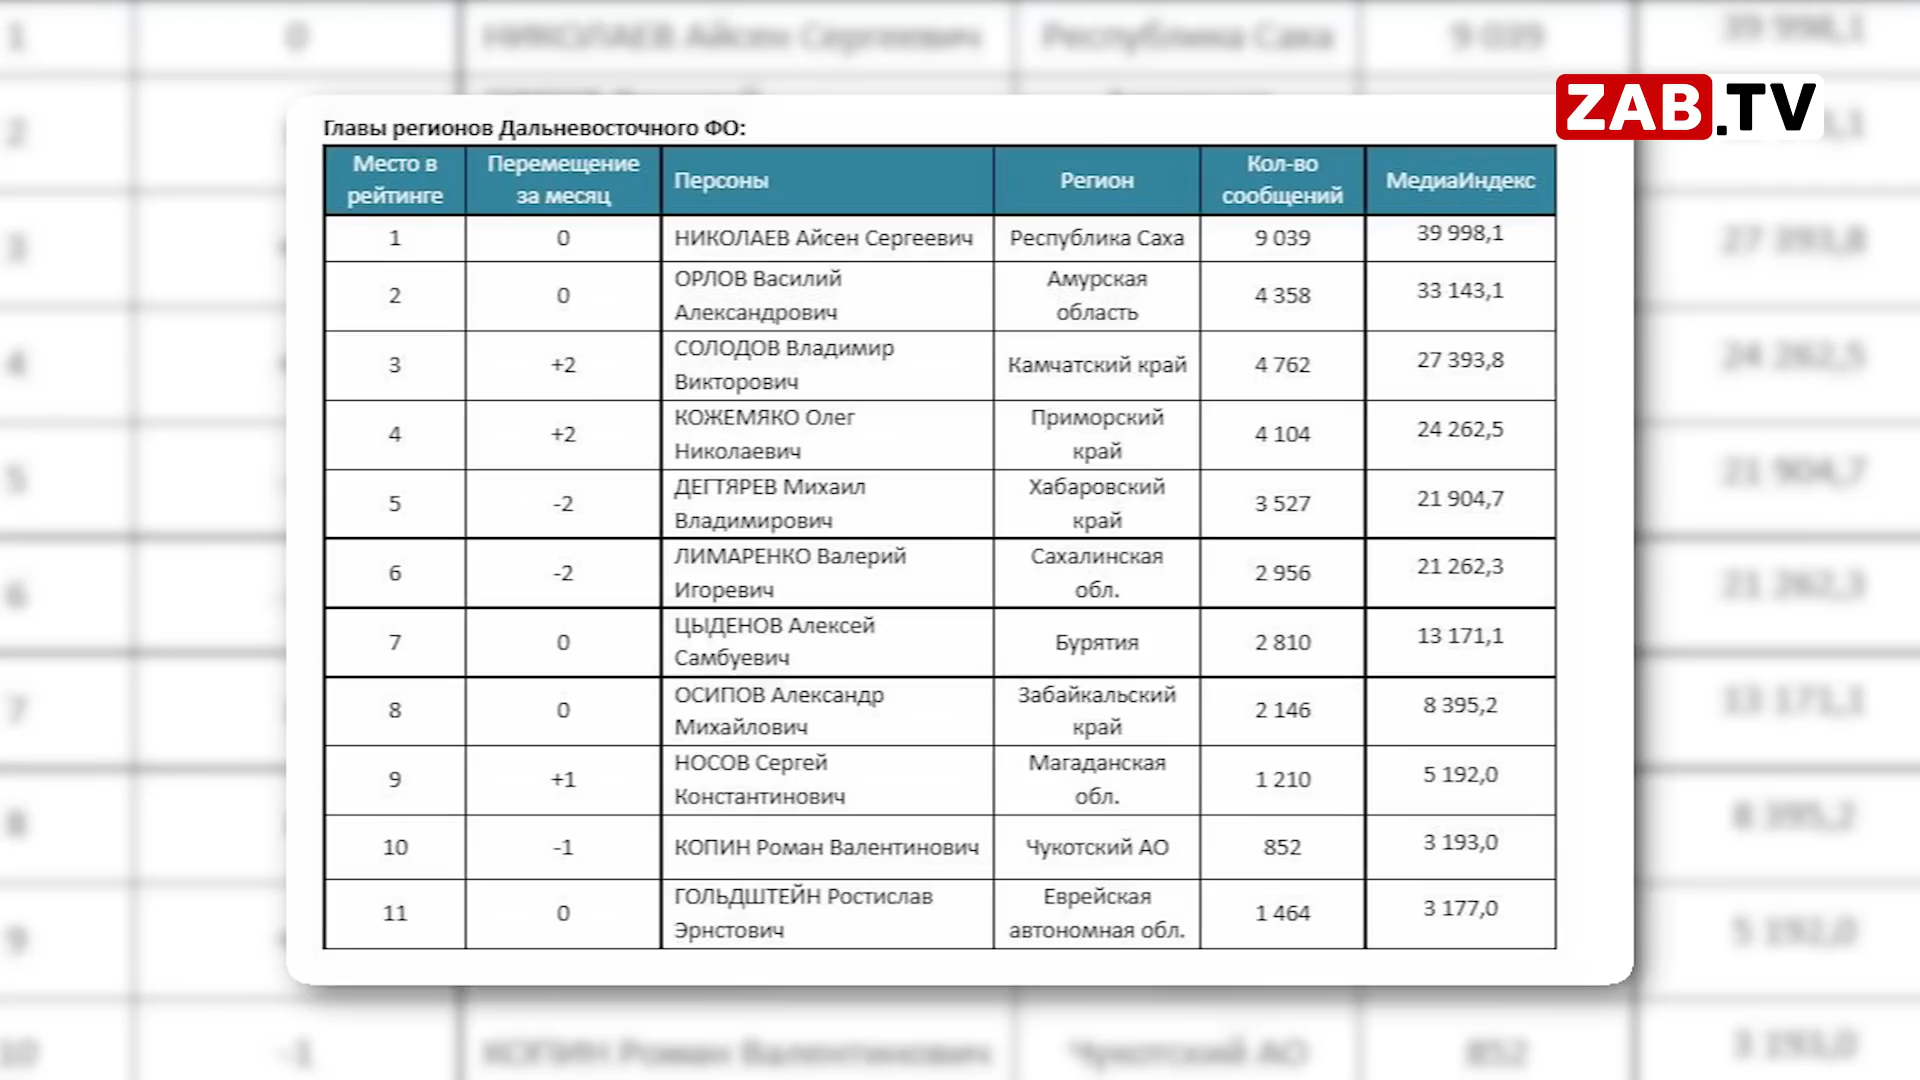 ZAB.TV
Главы регионов Дальневосточного ФО:
Место в рейтинге Перемещение за месяц Персоны Регион Кол-во сообщений МедиаИндекс
1 0 НИКОЛАЕВ Айсен Сергеевич Республика Саха 9 039 39 998,1
2 0 ОРЛОВ Василий Александрович Амурская область 4 358 33 143,1
3 +2 СОЛОДОВ Владимир Викторович Камчатский край 4 762 27 393,8
4 +2 КОЖЕМЯКО Олег Николаевич Приморский край 4 104 24 262,5
5 -2 ДЕГТЯРЕВ Михаил Владимирович Хабаровский край 3 527 21 904,7
6 -2 ЛИМАРЕНКО Валерий Игоревич Сахалинская обл. 2 956 21 262,3
7 0 ЦЫДЕНОВ Алексей Самбуевич Бурятия 2 810 13 171,1
8 0 ОСИПОВ Александр Михайлович Забайкальский край 2 146 8 395,2
9 +1 НОСОВ Сергей Константинович Магаданская обл. 1 210 5 192,0
10 -1 КОПИН Роман Валентинович Чукотский АО 852 3 193,0
11 0 ГОЛЬДШТЕЙН Ростислав Эрнстович Еврейская автономная обл. 1 464 3 177,0